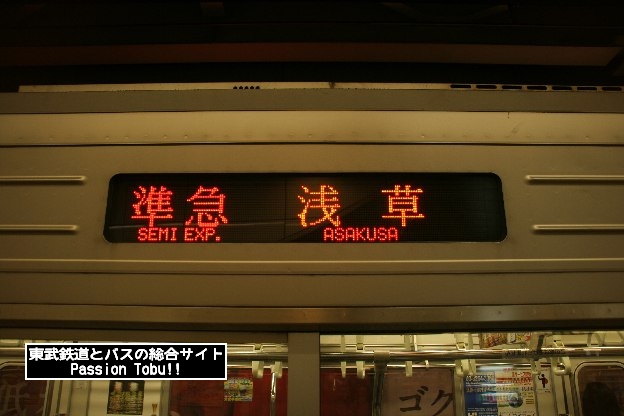 準急 浅草
SEMI EXP. ASAKUSA
東武鉄道とバスの総合サイト
Passion Tobu!!
ゴク